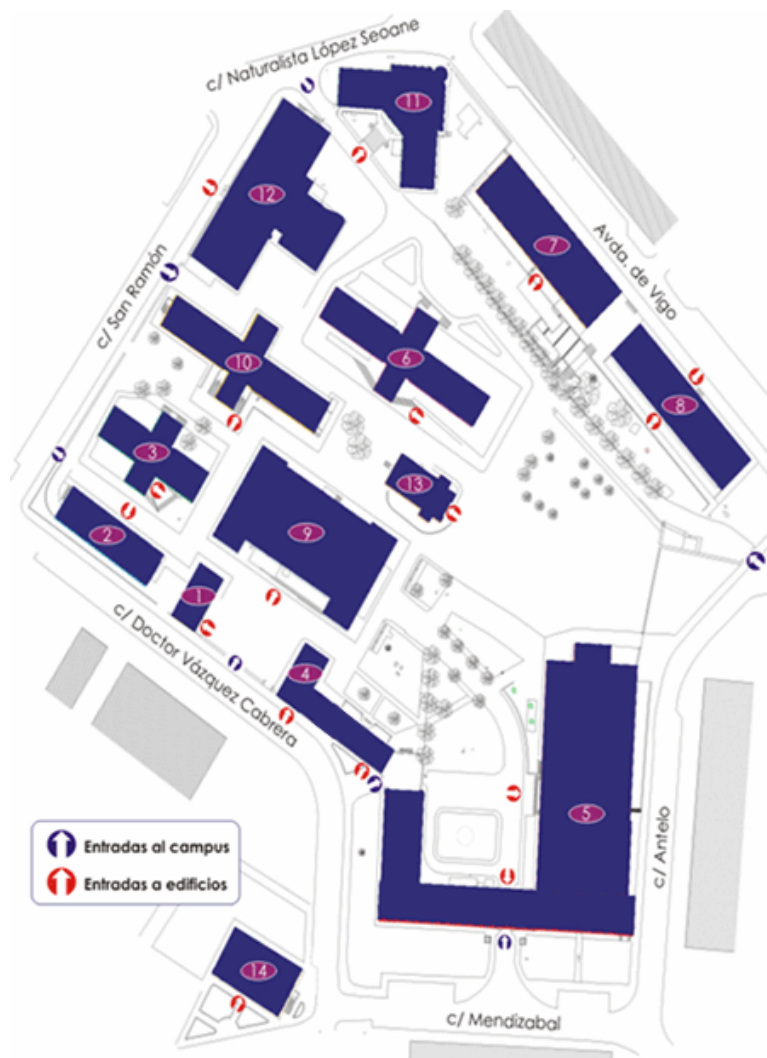 c/ Naturalista López Seoane
11
12
7
Avda. de Vigo
c/ San Ramón
10
6
8
3
13
9
2
1
c/ Doctor Vázquez Cabrera
4
5
c/ Antelo
Entradas al campus
Entradas a edificios
14
c/ Mendizabal